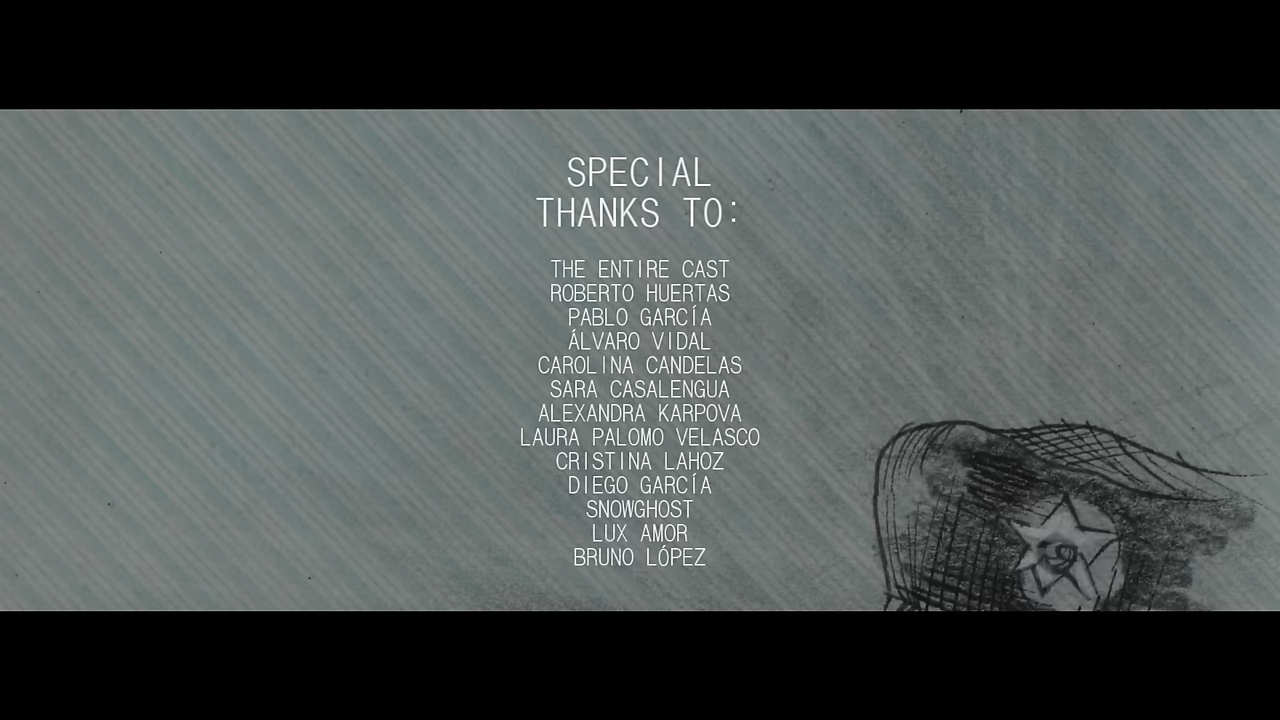 SPECIAL
THANKS TO:
THE ENTIRE CAST
ROBERTO HUERTAS
PABLO GARCÍA
ÁLVARO VIDAL
CAROLINA CANDELAS
SARA CASALENGUA
ALEXANDRA KARPOVA
LAURA PALOMO VELASCO
CRISTINA LAHOZ
DIEGO GARCÍA
SNOWGHOST
LUX AMOR
BRUNO LÓPEZ